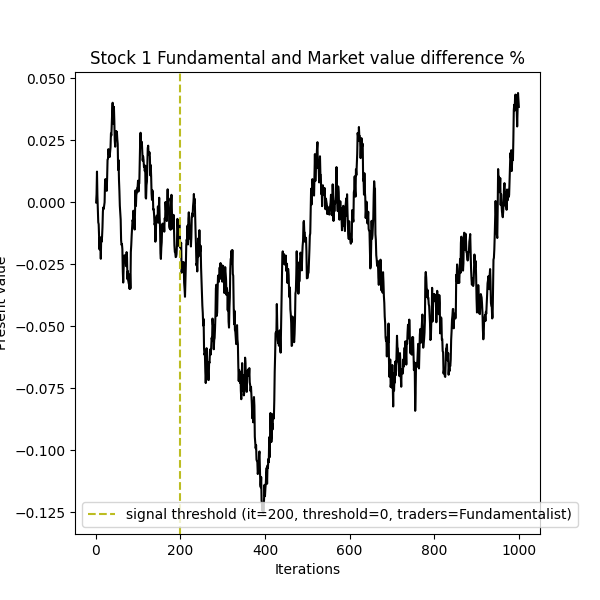 Stock 1 Fundamental and Market value difference %
0.050
0.025
0.000
−0.025
−0.050
−0.075
−0.100
−0.125
Present value
signal threshold (it=200, threshold=0, traders=Fundamentalist)
0 200 400 600 800 1000
Iterations